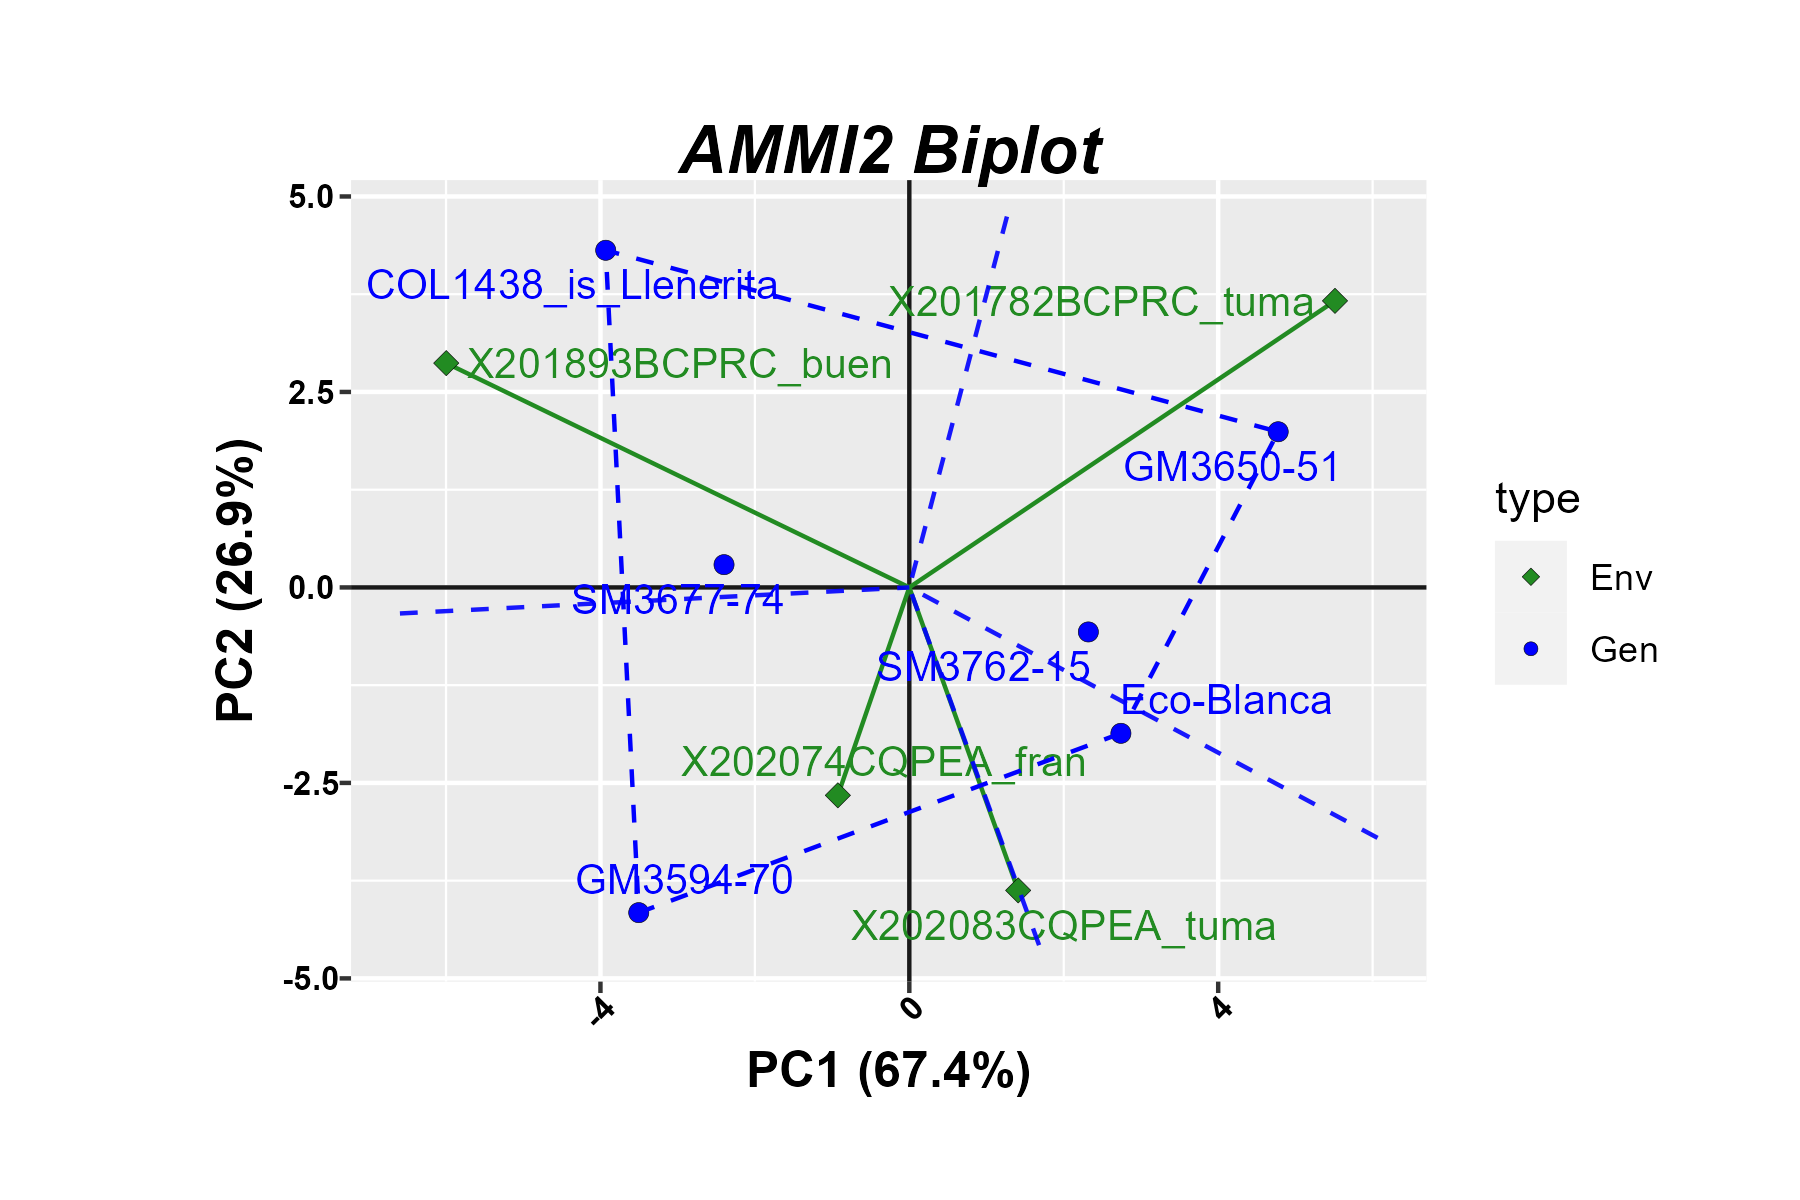 AMMI2 Biplot
5.0
COL1438_is_Llenerita
X201782BCPRC_tuma
X201893BCPRC_buen
2.5
GM3650-51
type
Env
0.0
SM3677-74
SM3762-15
Gen
Eco-Blanca
X202074CQPEA_fran
-2.5
GM3594-70
X202083CQPEA_tuma
-5.0
-4
0
4
PC1 (67.4%)
PC2 (26.9%)